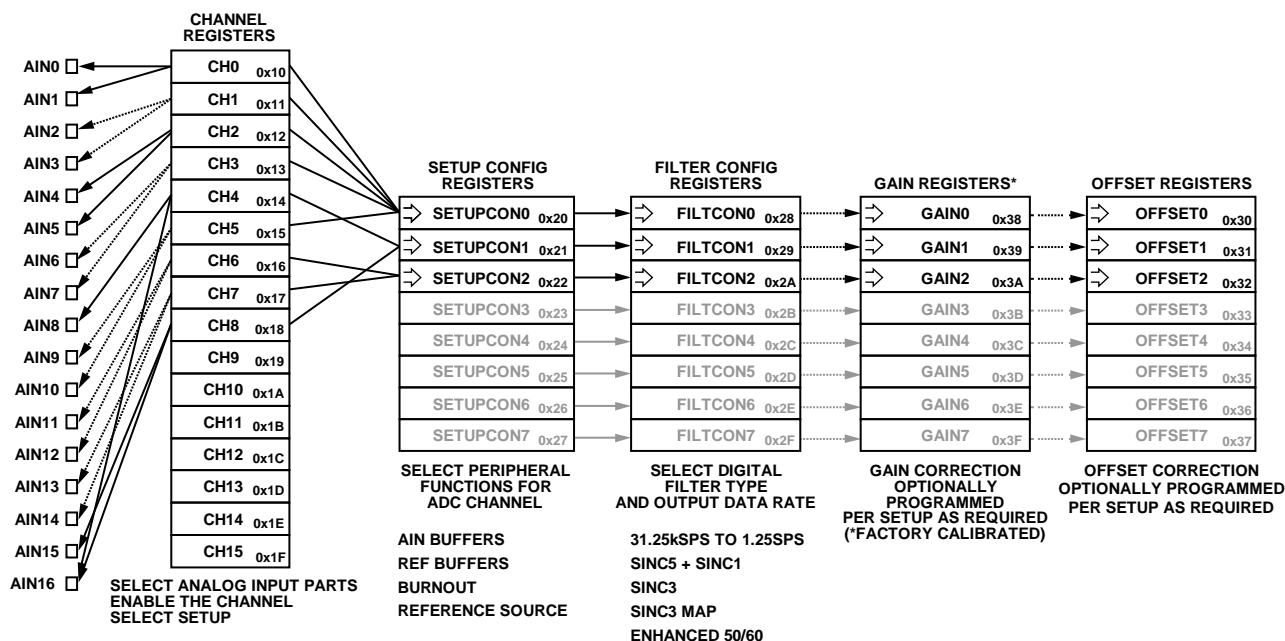 CHANNEL
REGISTERS
AIN0
AIN1
AIN2
AIN3
AIN4
AIN5
AIN6
AIN7
AIN8
AIN9
AIN10
AIN11
AIN12
AIN13
AIN14
AIN15
AIN16
CH0 0x10
CH1 0x11
CH2 0x12
CH3 0x13
CH4 0x14
CH5 0x15
CH6 0x16
CH7 0x17
CH8 0x18
CH9 0x19
CH10 0x1A
CH11 0x1B
CH12 0x1C
CH13 0x1D
CH14 0x1E
CH15 0x1F
SELECT ANALOG INPUT PARTS
ENABLE THE CHANNEL
SELECT SETUP
SETUP CONFIG
REGISTERS
SETUPCON0 0x20
SETUPCON1 0x21
SETUPCON2 0x22
SETUPCON3 0x23
SETUPCON4 0x24
SETUPCON5 0x25
SETUPCON6 0x26
SETUPCON7 0x27
SELECT PERIPHERAL
FUNCTIONS FOR
ADC CHANNEL
AIN BUFFERS
REF BUFFERS
BURNOUT
REFERENCE SOURCE
FILTER CONFIG
REGISTERS
FILTCON0 0x28
FILTCON1 0x29
FILTCON2 0x2A
FILTCON3 0x2B
FILTCON4 0x2C
FILTCON5 0x2D
FILTCON6 0x2E
FILTCON7 0x2F
SELECT DIGITAL
FILTER TYPE
AND OUTPUT DATA RATE
31.25kSPS TO 1.25SPS
SINC5 + SINC1
SINC3
SINC3 MAP
ENHANCED 50/60
GAIN REGISTERS*
GAIN0 0x38
GAIN1 0x39
GAIN2 0x3A
GAIN3 0x3B
GAIN4 0x3C
GAIN5 0x3D
GAIN6 0x3E
GAIN7 0x3F
GAIN CORRECTION
OPTIONALLY
PROGRAMMED
PER SETUP AS REQUIRED
(*FACTORY CALIBRATED)
OFFSET REGISTERS
OFFSET0 0x30
OFFSET1 0x31
OFFSET2 0x32
OFFSET3 0x33
OFFSET4 0x34
OFFSET5 0x35
OFFSET6 0x36
OFFSET7 0x37
OFFSET CORRECTION
OPTIONALLY PROGRAMMED
PER SETUP AS REQUIRED